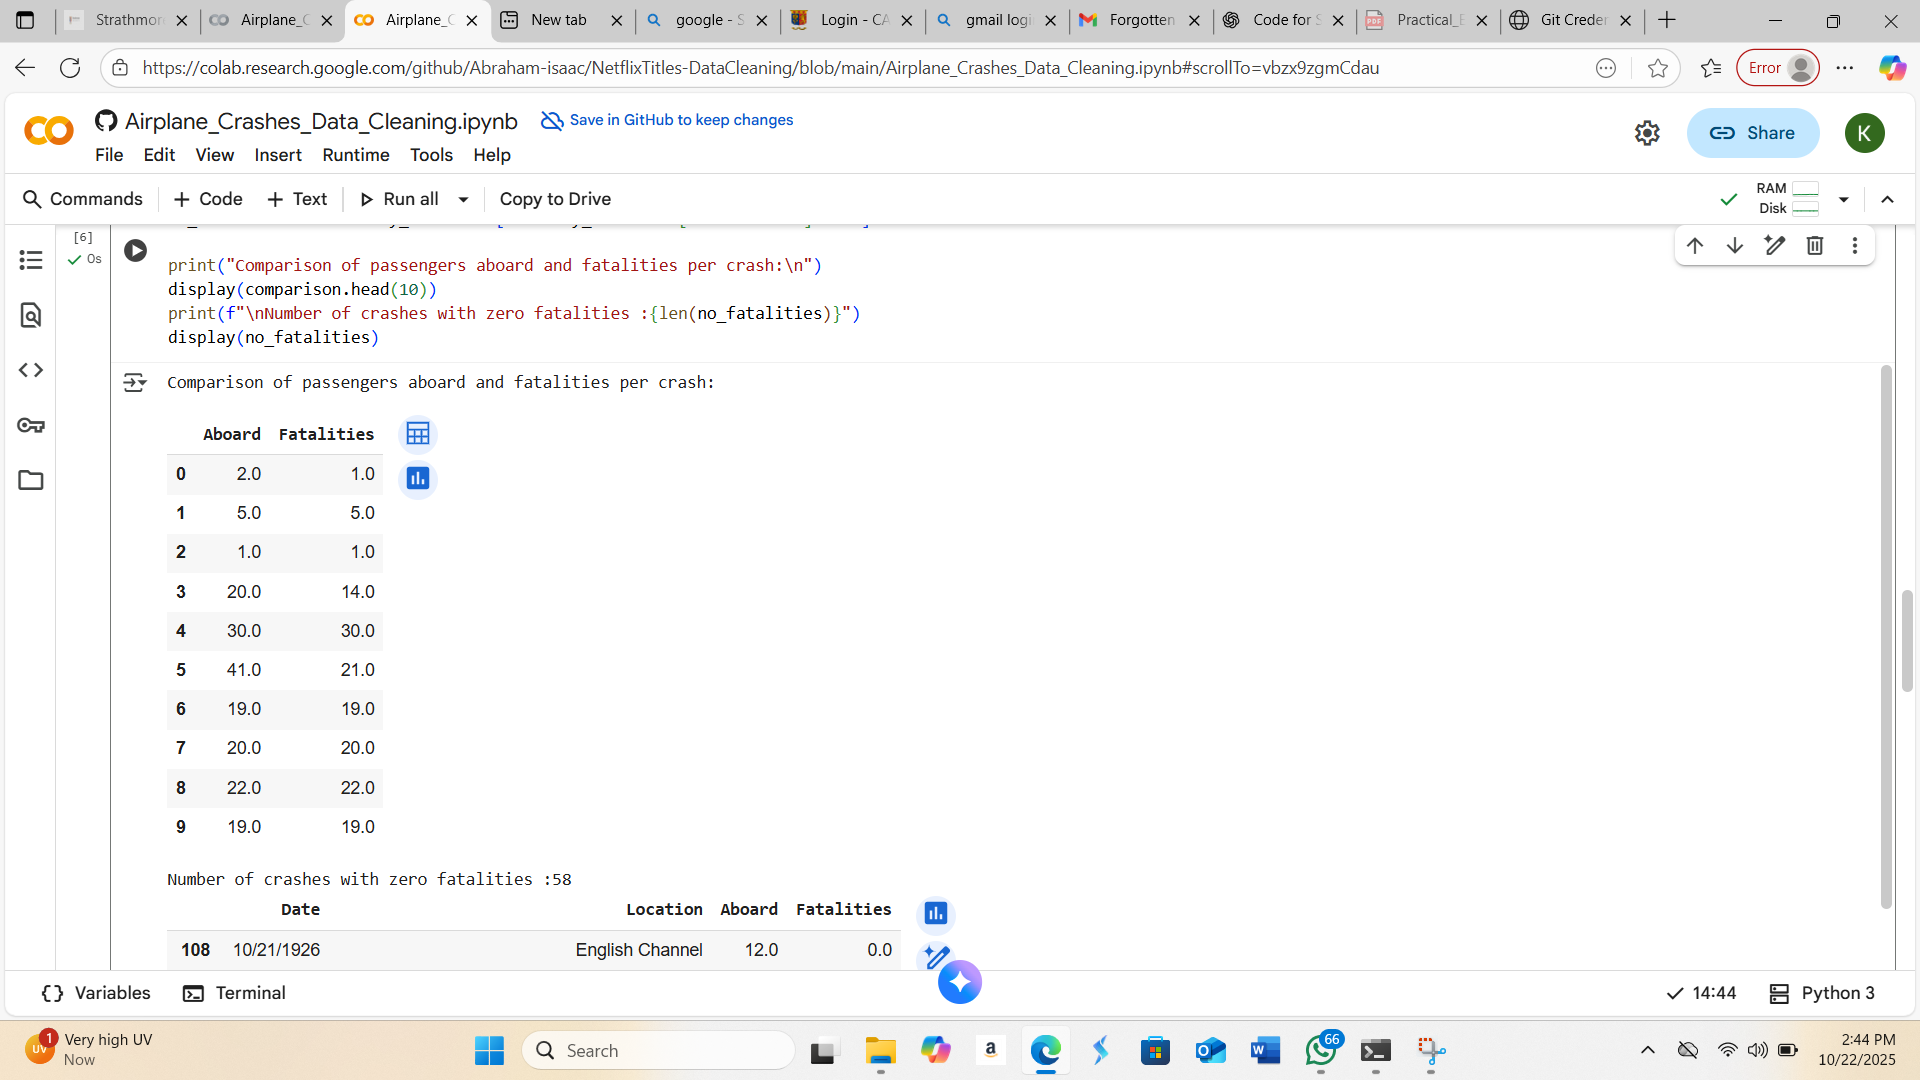 Strathmor
Airplane_C
Airplane_C
New tab
google - S
Login - CA
gmail logi
Forgotten
Code for S
Practical_E
Git Creder
https://colab.research.google.com/github/Abraham-isaac/NetflixTitles-DataCleaning/blob/main/Airplane_Crashes_Data_Cleaning.ipynb#scrollTo=vbzx9zgmCdau
Error
Airplane_Crashes_Data_Cleaning.ipynb
Save in GitHub to keep changes
File Edit View Insert Runtime Tools Help
Share
K
Commands + Code + Text Run all Copy to Drive
RAM
Disk
[6]
0s
print("Comparison of passengers aboard and fatalities per crash:\n")
display(comparison.head(10))
print(f"\nNumber of crashes with zero fatalities :{len(no_fatalities)}")
display(no_fatalities)
Comparison of passengers aboard and fatalities per crash:
Aboard Fatalities
0 2.0 1.0
1 5.0 5.0
2 1.0 1.0
3 20.0 14.0
4 30.0 30.0
5 41.0 21.0
6 19.0 19.0
7 20.0 20.0
8 22.0 22.0
9 19.0 19.0
Number of crashes with zero fatalities :58
Date Location Aboard Fatalities
108 10/21/1926 English Channel 12.0 0.0
{} Variables Terminal
14:44 Python 3
UV 1
Very high UV
Now
Search
66
2:44 PM
10/22/2025